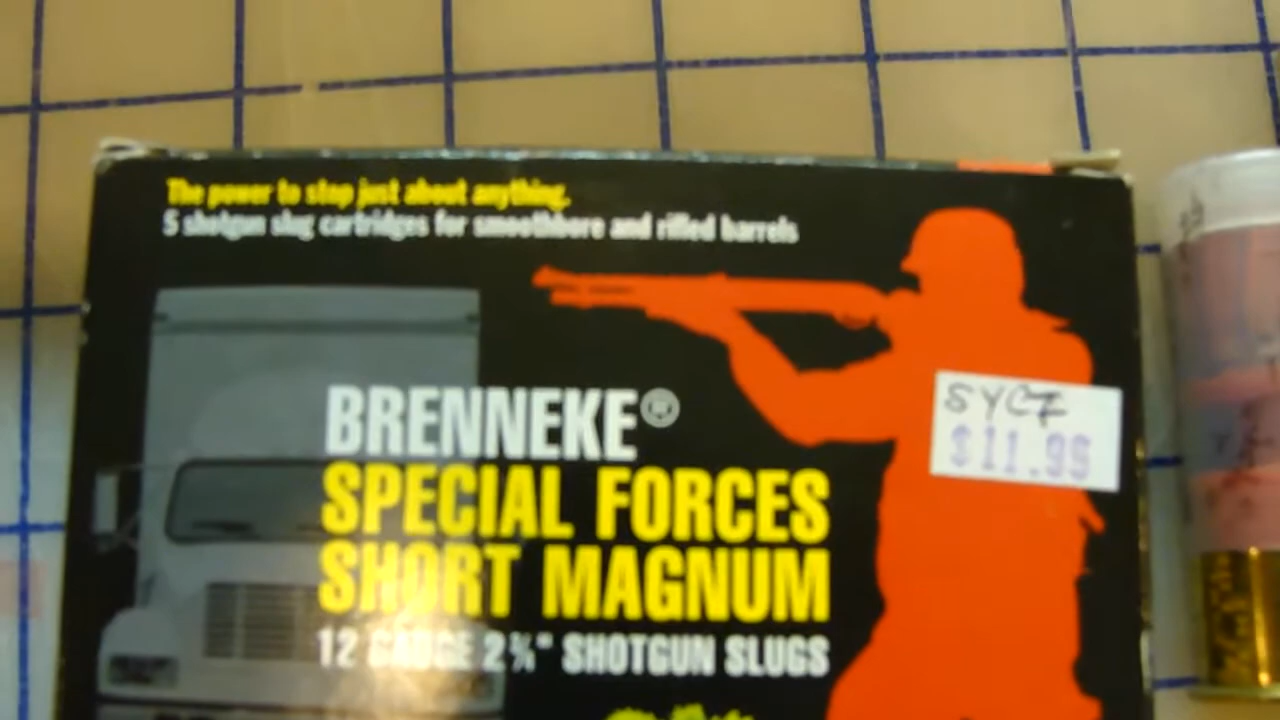 The power to stop just about anything.
5 shotgun slug cartridges for smoothbore and rifled barrels
BRENNEKE®
SPECIAL FORCES
SHORT MAGNUM
12 GAUGE 2¾" SHOTGUN SLUGS
SYCZ
$11.99